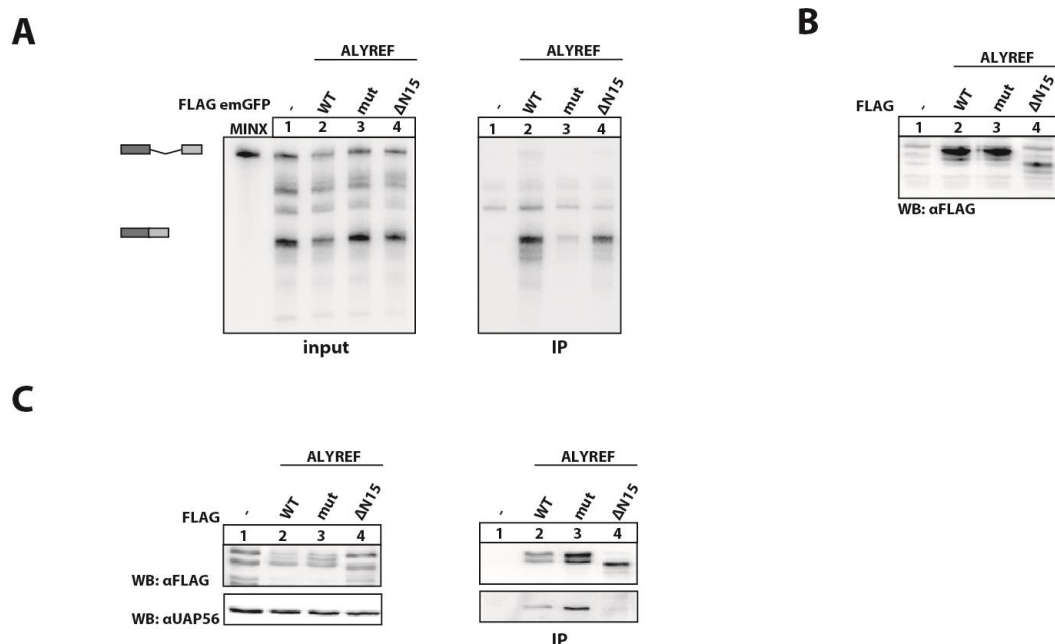 A
ALYREF
FLAG emGFP - WT mut ΔN15
MINX 1 2 3 4
input
ALYREF
- WT mut ΔN15
1 2 3 4
IP
B
ALYREF
FLAG - WT mut ΔN15
1 2 3 4
WB: αFLAG
C
ALYREF
FLAG - WT mut ΔN15
1 2 3 4
WB: αFLAG
WB: αUAP56
ALYREF
- WT mut ΔN15
1 2 3 4
IP